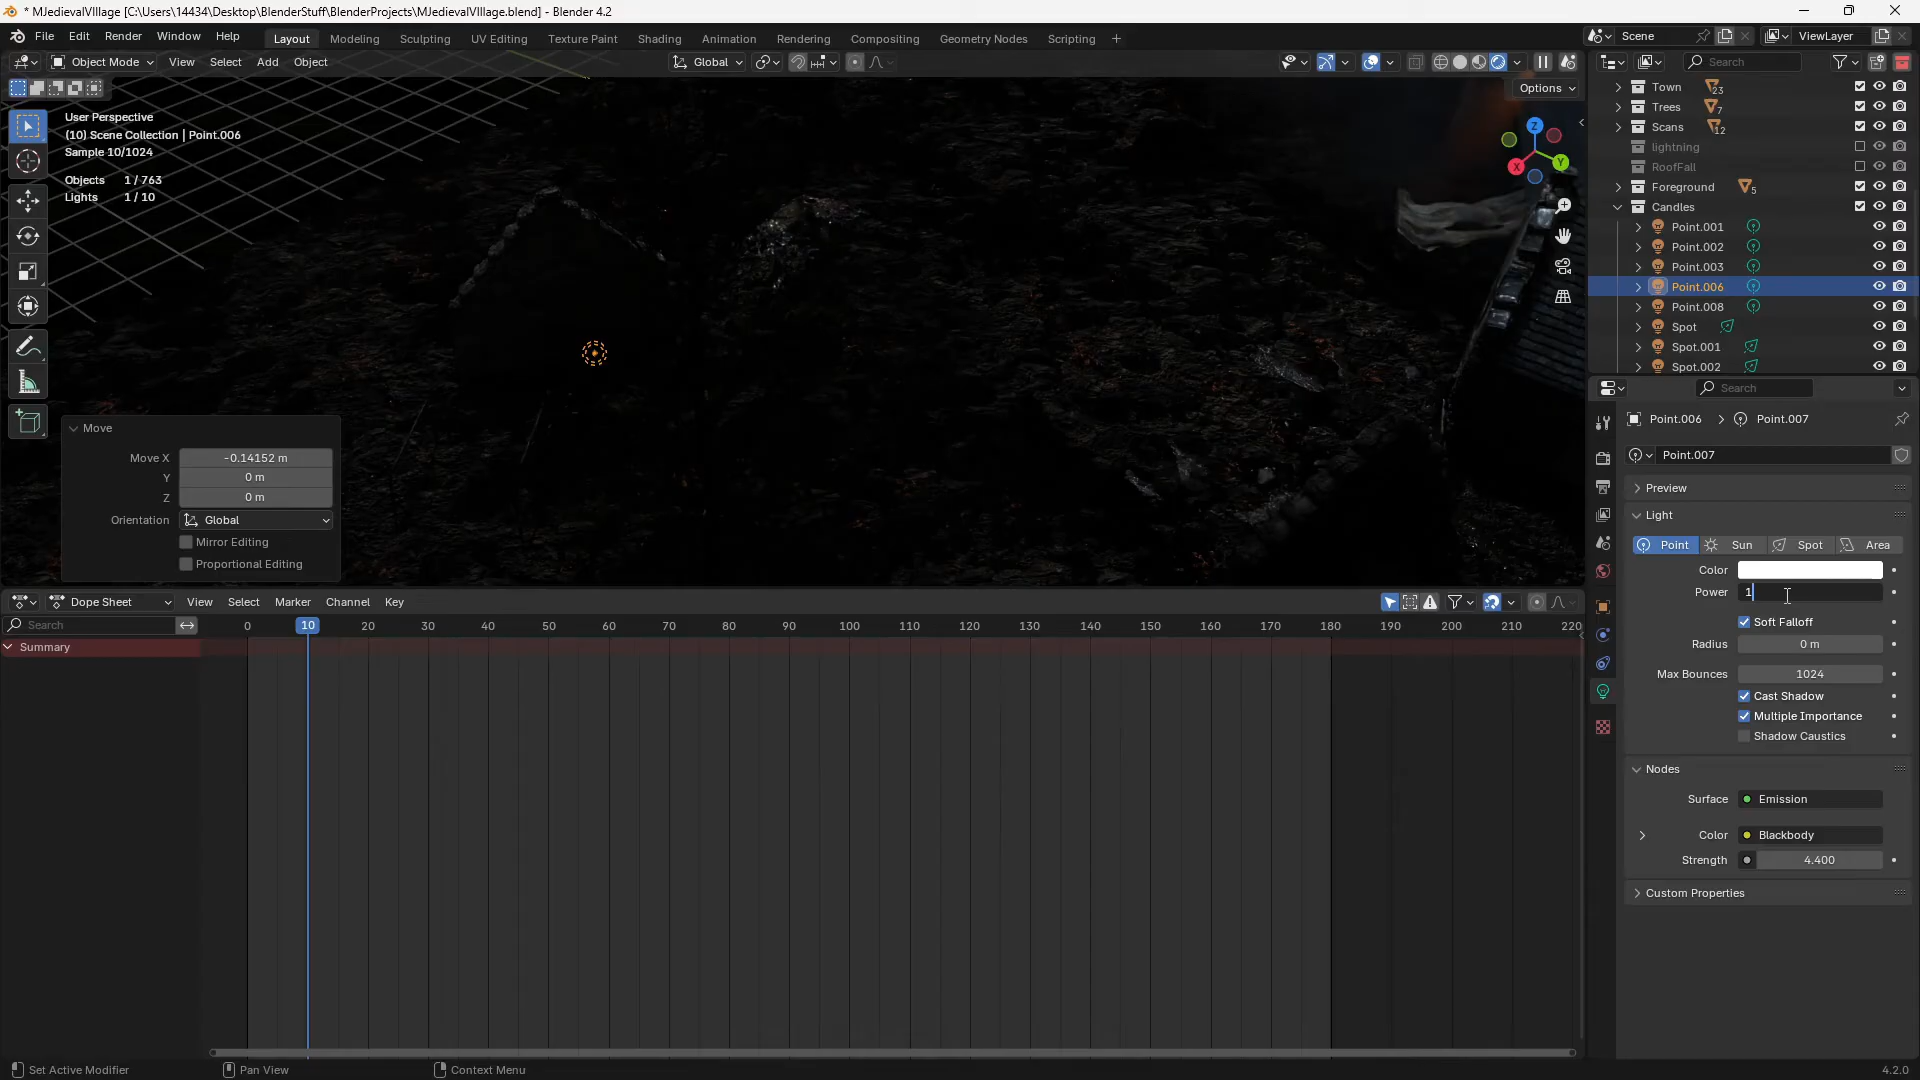 * MJedievalVIllage [C:\Users\14434\Desktop\BlenderStuff\BlenderProjects\MJedievalVIllage.blend] - Blender 4.2
File Edit Render Window Help Layout Modeling Sculpting UV Editing Texture Paint Shading Animation Rendering Compositing Geometry Nodes Scripting + Scene ViewLayer
Object Mode View Select Add Object Global Search
Options
User Perspective
(10) Scene Collection | Point.006
Sample 10/1024
Objects 1 / 763
Lights 1 / 10
Z
X
Y
Town 23
Trees 7
Scans 12
lightning
RoofFall
Foreground 5
Candles
Point.001
Point.002
Point.003
Point.006
Point.008
Spot
Spot.001
Spot.002
Move
Move X -0.14152 m
Y 0 m
Z 0 m
Orientation Global
Mirror Editing
Proportional Editing
Search
Point.006 > Point.007
Point.007
Preview
Light
Point Sun Spot Area
Color
Power 1
Soft Falloff
Radius 0 m
Max Bounces 1024
Cast Shadow
Multiple Importance
Shadow Caustics
Nodes
Surface Emission
Color Blackbody
Strength 4.400
Custom Properties
Dope Sheet View Select Marker Channel Key
Search 0 10 20 30 40 50 60 70 80 90 100 110 120 130 140 150 160 170 180 190 200 210 220
Summary
Set Active Modifier Pan View Context Menu 4.2.0